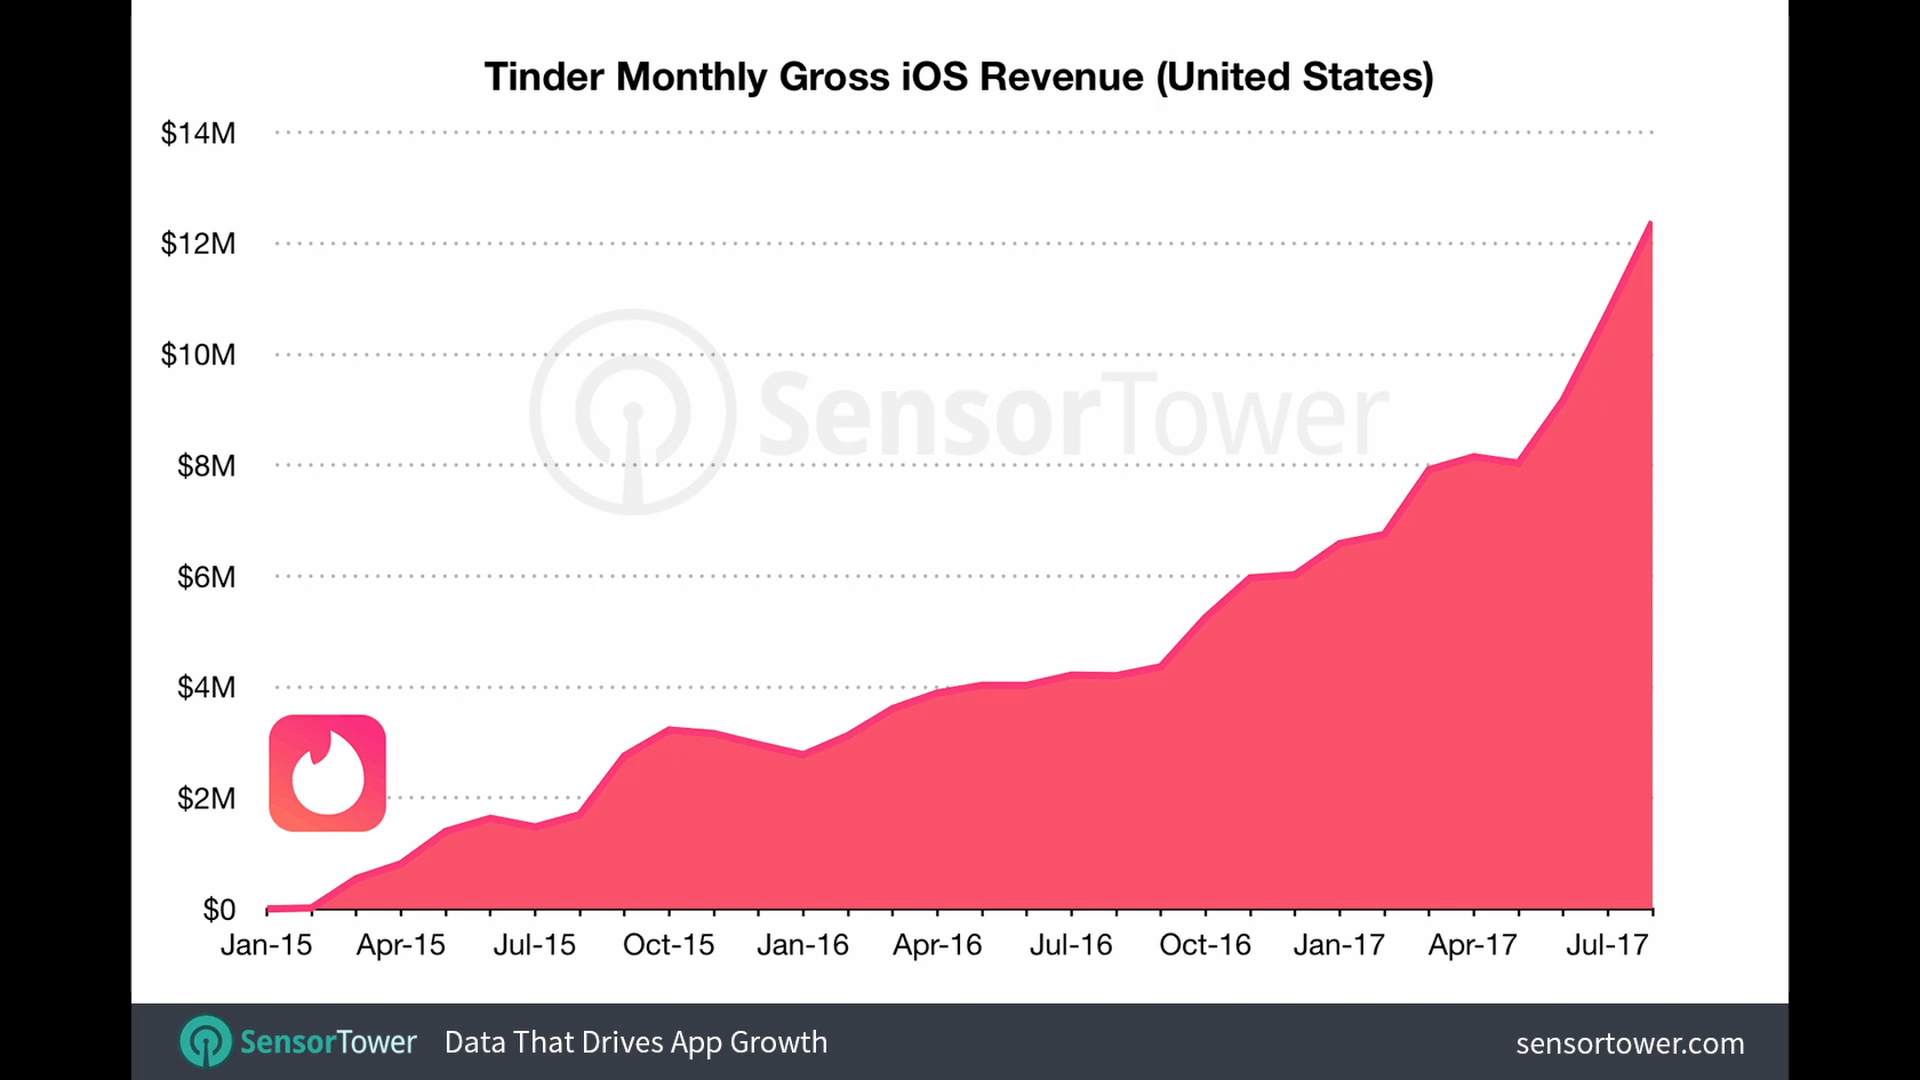 Tinder Monthly Gross iOS Revenue (United States)
$14M
$12M
$10M
$8M
$6M
$4M
$2M
$0
SensorTower
Jan-15 Apr-15 Jul-15 Oct-15 Jan-16 Apr-16 Jul-16 Oct-16 Jan-17 Apr-17 Jul-17
SensorTower Data That Drives App Growth sensortower.com